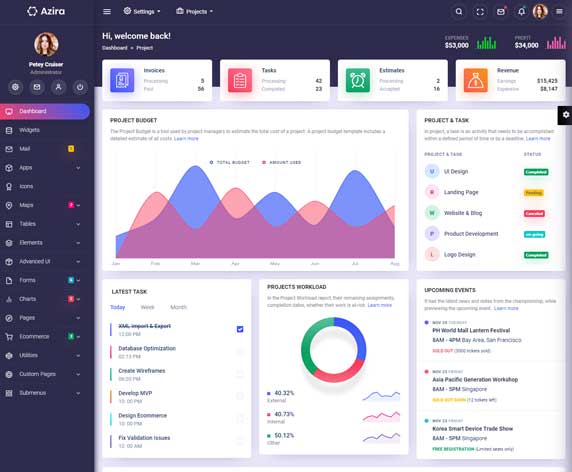 Azira
Settings
Projects
Petey Cruiser
Administrator
Dashboard
Widgets
Mail
Apps
Icons
Maps
Tables
Elements
Advanced UI
Forms
Charts
Pages
Ecommerce
Utilities
Custom Pages
Submenus
Hi, welcome back!
Dashboard » Project
EXPENSES
$53,000
PROFIT
$34,000
Invoices
Processing 5
Paid 56
Tasks
Processing 42
Completed 23
Estimates
Processing 2
Accepted 16
Revenue
Earnings $15,425
Expensive $8,147
PROJECT BUDGET
The Project Budget is a tool used by project managers to estimate the total cost of a project. A project budget template includes a
detailed estimate of all costs. Learn more
TOTAL BUDGET
AMOUNT USED
Jan Feb Mar Apr May Jun Jul Aug
PROJECT & TASK
In project, a task is an activity that needs to be accomplished
within a defined period of time or by a deadline. Learn more
PROJECT & TASK STATUS
U UI Design Completed
R Landing Page Pending
W Website & Blog Canceled
P Product Development on going
L Logo Design Completed
LATEST TASK
Today Week Month
XML Import & Export
12:00 PM
Database Optimization
02:13 PM
Create Wireframes
06:20 PM
Develop MVP
10: 00 PM
Design Ecommerce
10: 00 PM
Fix Validation Issues
12: 00 AM
PROJECTS WORKLOAD
In the Project Workload report, their remaining assignments,
completion dates, whether their work is at-risk. Learn more
40.32%
External
40.73%
Internal
50.12%
Other
UPCOMING EVENTS
It had the latest news and notes from the championship, while
previewing the upcoming event. Learn more
NOV 23 TUESDAY
PH World Mall Lantern Festival
8AM - 4PM Bay Area, San Francisco
SOLD OUT (3000 tickets sold)
NOV 23 FRIDAY
Asia Pacific Generation Workshop
8AM - 5PM Singapore
SOLD OUT SOON (12 tickets left)
NOV 23 FRIDAY
Korea Smart Device Trade Show
8AM - 5PM Singapore
FREE REGISTRATION (Limited seats only)